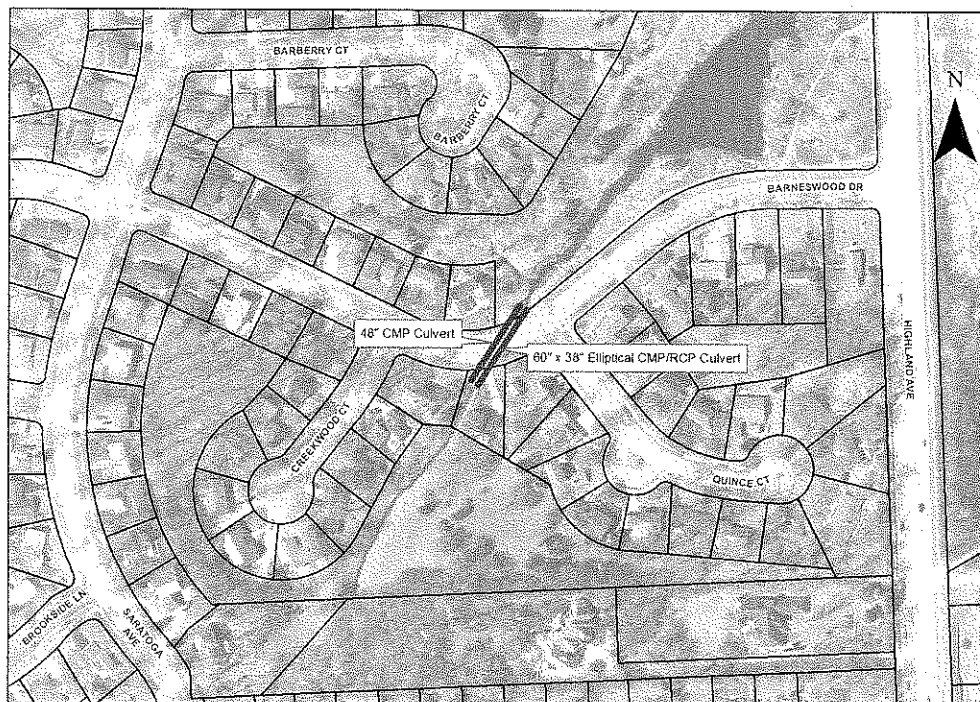 BARBERRY CT
N
BARBERRY CT
BARNESWOOD DR
48" CMP Culvert
60" x 38" Elliptical CMP/RCP Culvert
HIGHLAND AVE
GREENWOOD CT
QUINCE CT
BROOKSIDE LN
SARATOGA
AVE